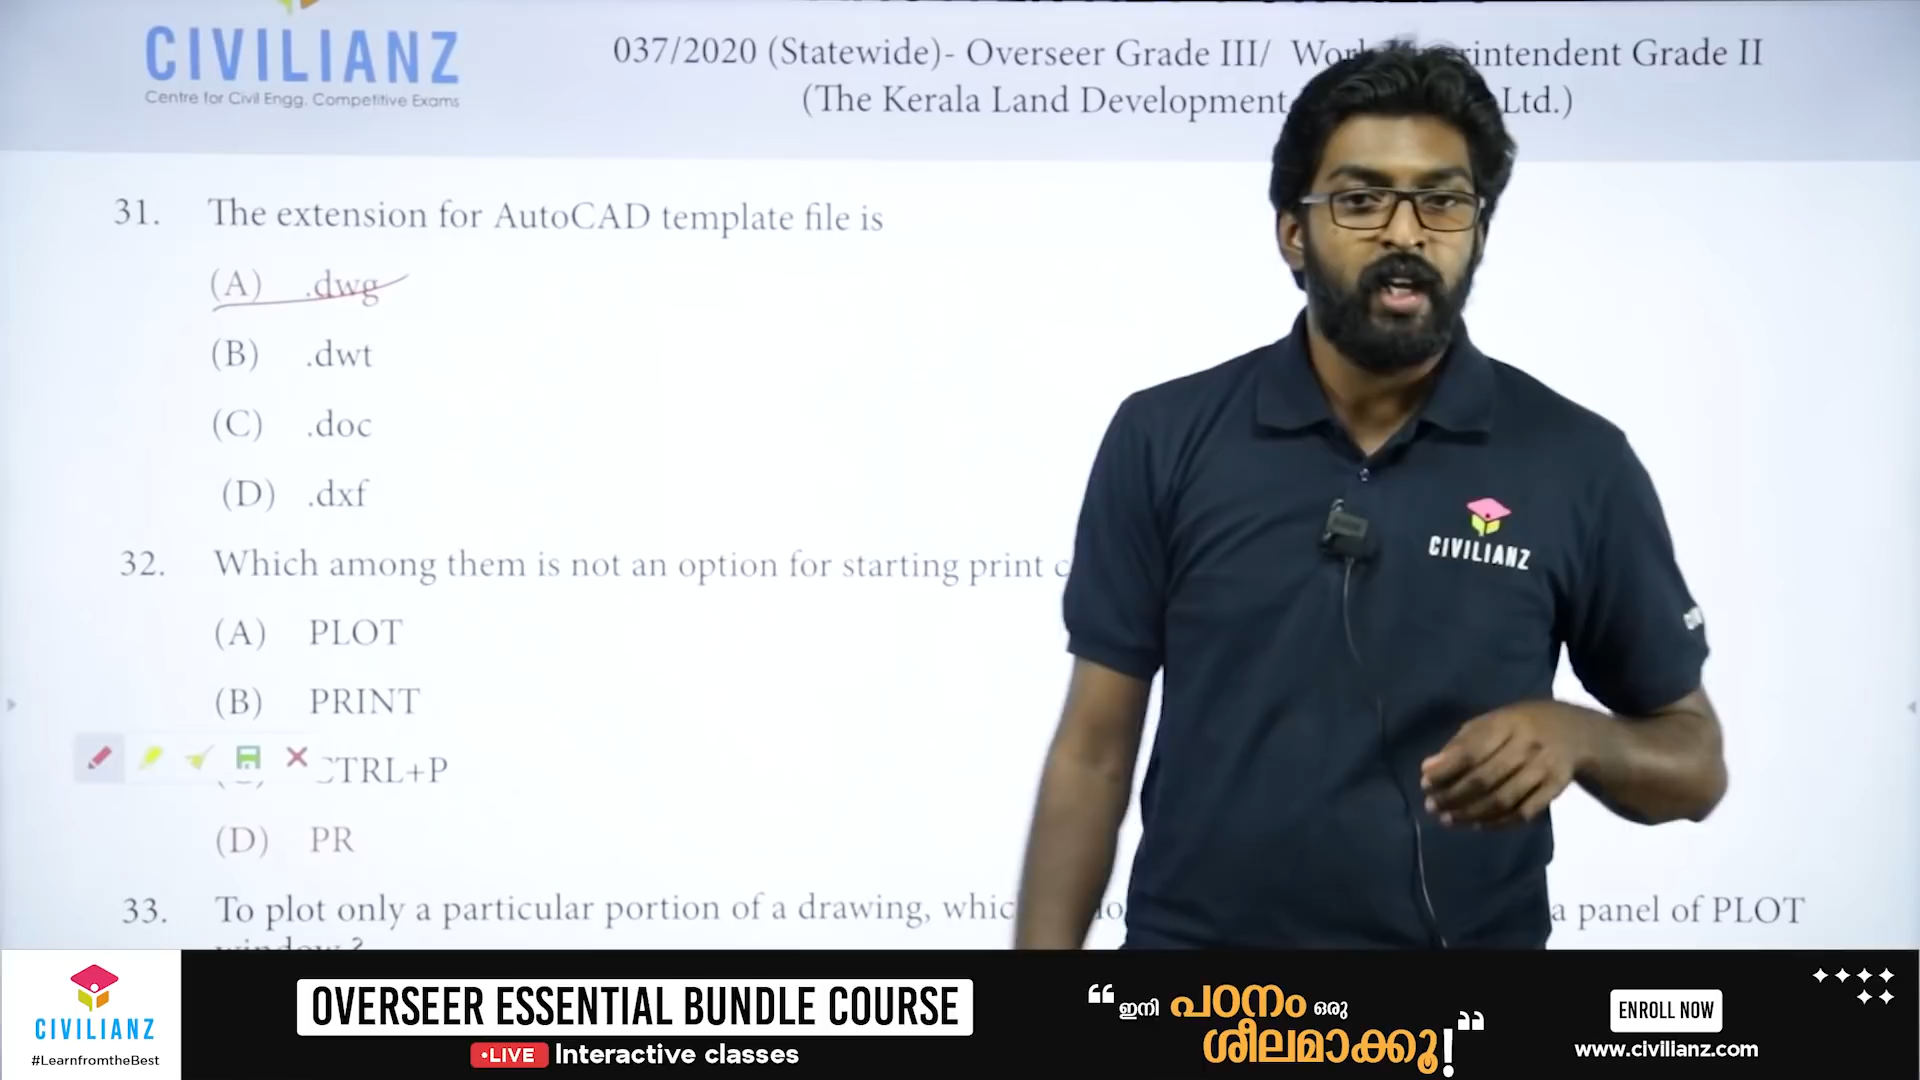 CIVILIANZ
Centre for Civil Engg. Competitive Exams
037/2020 (Statewide)- Overseer Grade III/ Grade II
(The Kerala Land Development Ltd.)
31. The extension for AutoCAD template file is
(A) .dwg
(B) .dwt
(C) .doc
(D) .dxf
32. Which among them is not an option for starting print
(A) PLOT
(B) PRINT
CTRL+P
(D) PR
33. To plot only a particular portion of a drawing, a panel of PLOT
window ?
CIVILIANZ
CIVILIANZ
#LearnfromtheBest
OVERSEER ESSENTIAL BUNDLE COURSE
•LIVE Interactive classes
“ഇനി പഠനം ഒരു
ശീലമാക്കൂ!”
ENROLL NOW
www.civilianz.com